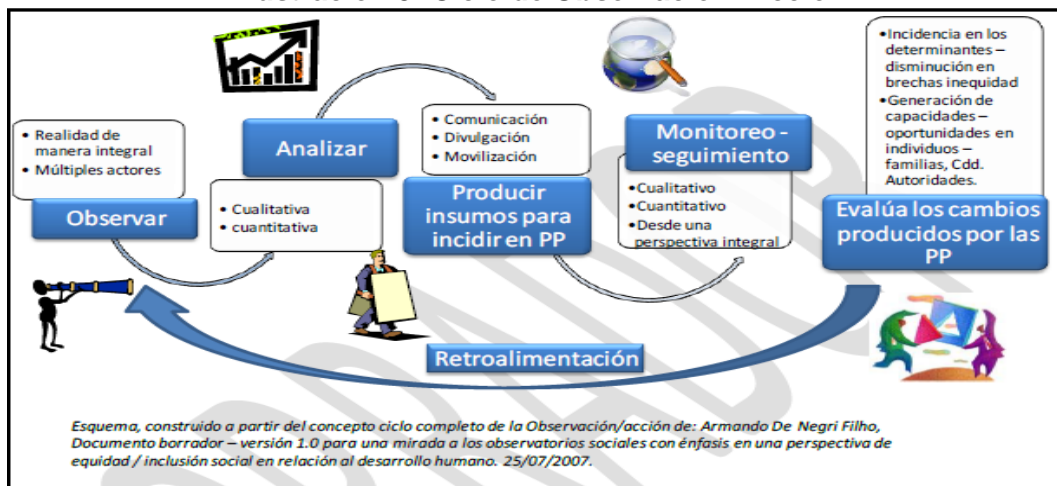 •Incidencia en los
determinantes –
disminución en
brechas inequidad
•Generación de
capacidades –
oportunidades en
individuos –
familias, Cdd.
Autoridades.
• Realidad de
manera integral
• Múltiples actores
Observar
Analizar
• Cualitativa
• cuantitativa
• Comunicación
• Divulgación
• Movilización
Producir
insumos para
incidir en PP
Monitoreo -
seguimiento
•Cualitativo
•Cuantitativo
•Desde una
perspectiva integral
Evalúa los cambios
producidos por las
PP
Retroalimentación
Esquema, construido a partir del concepto ciclo completo de la Observación/acción de: Armando De Negri Filho,
Documento borrador – versión 1.0 para una mirada a los observatorios sociales con énfasis en una perspectiva de
equidad / inclusión social en relación al desarrollo humano. 25/07/2007.